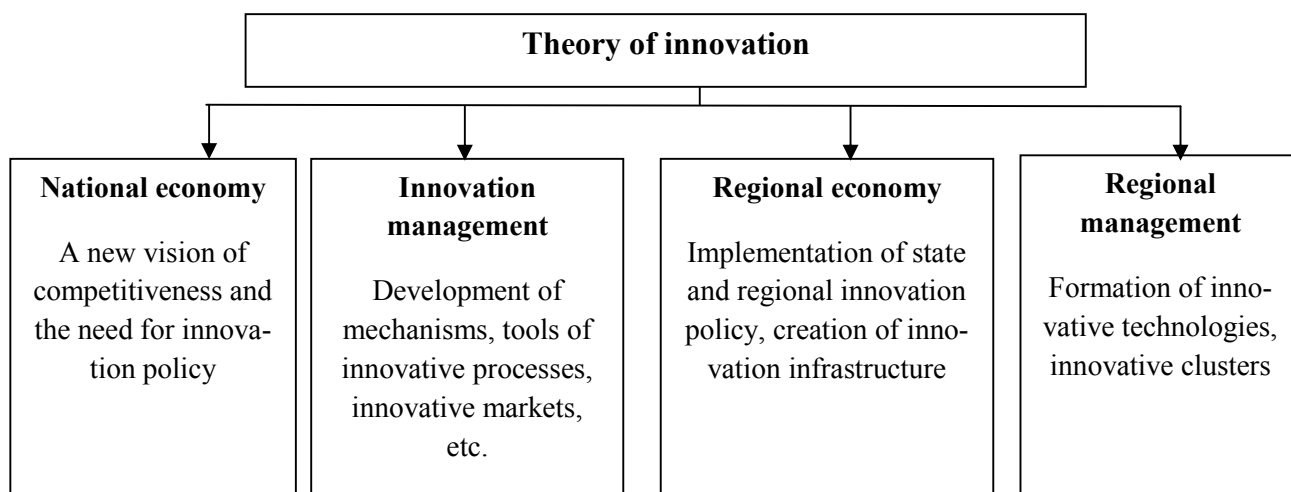 Theory of innovation
National economy
A new vision of
competitiveness and
the need for innova-
tion policy
Innovation
management
Development of
mechanisms, tools of
innovative processes,
innovative markets,
etc.
Regional economy
Implementation of state
and regional innovation
policy, creation of inno-
vation infrastructure
Regional
management
Formation of inno-
vative technologies,
innovative clusters